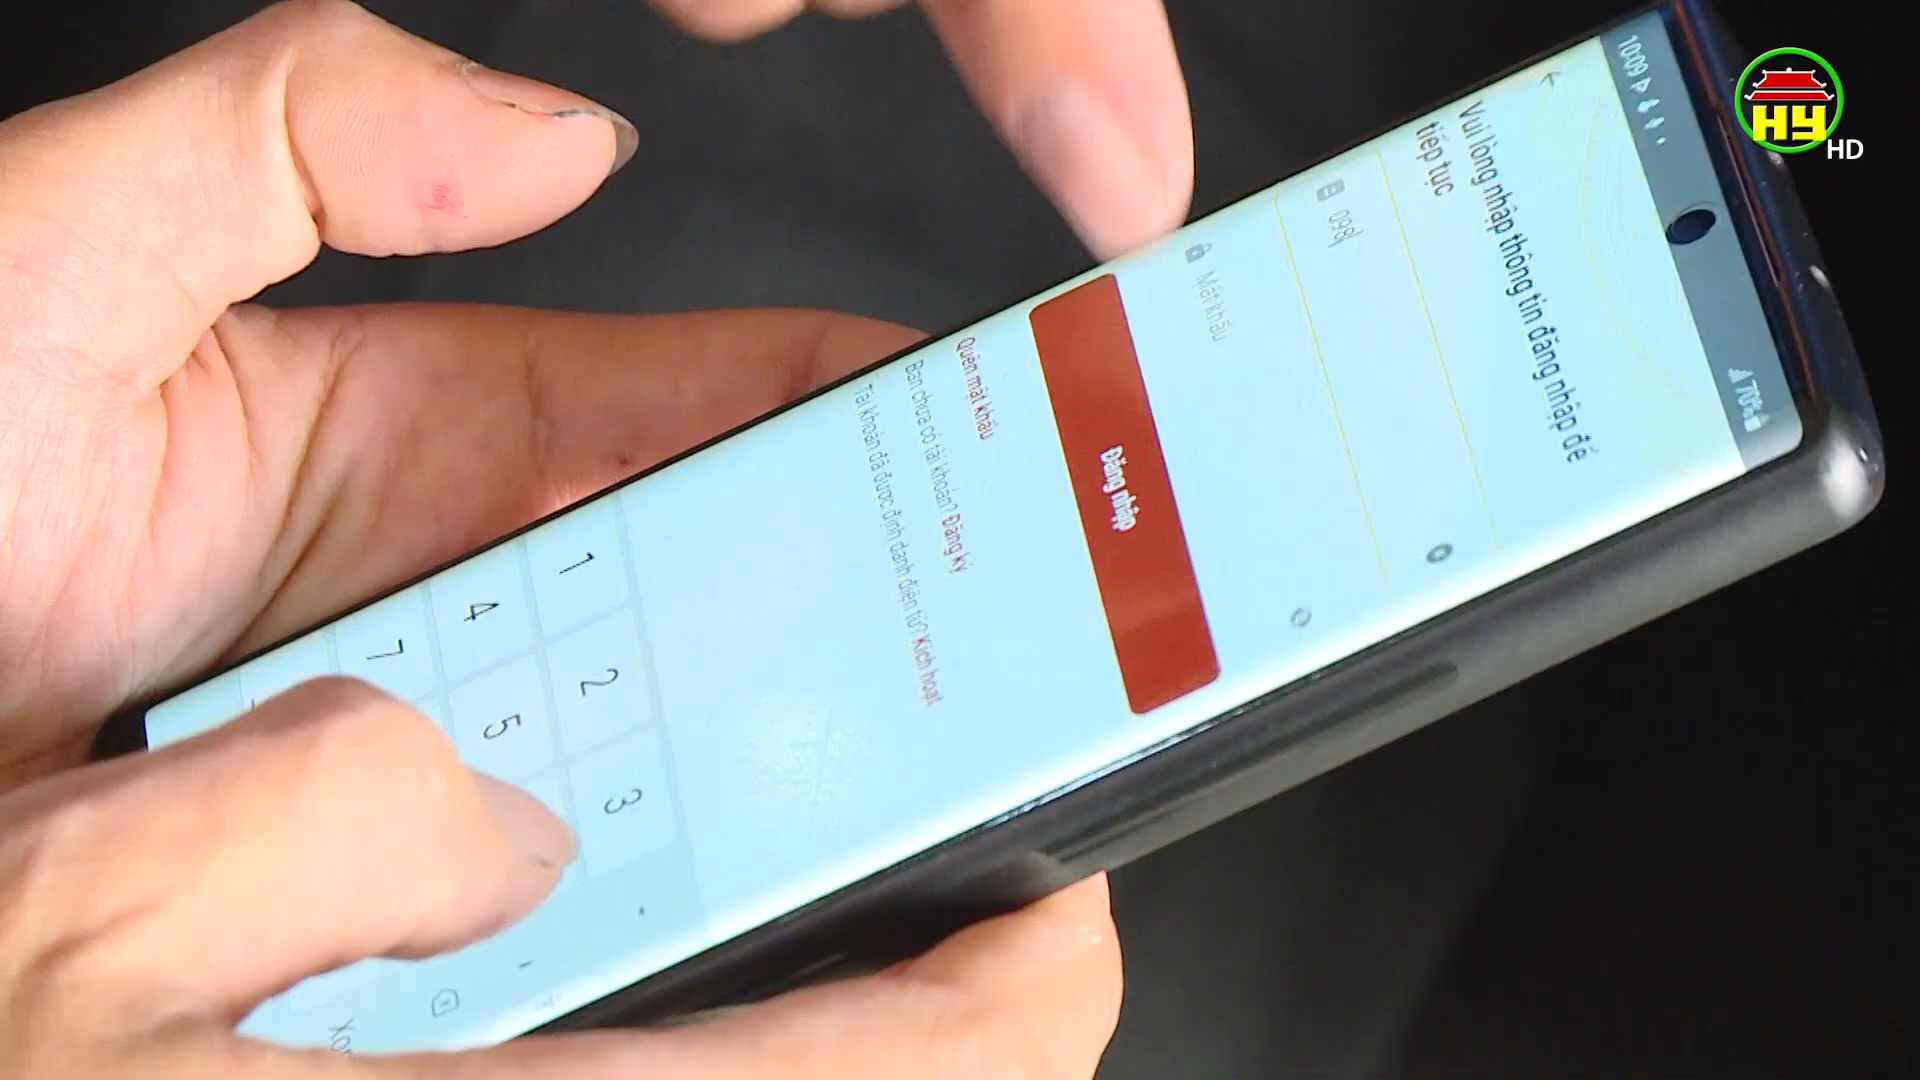 10:09
70%
Vui lòng nhập thông tin đăng nhập để
tiếp tục
098
Mật khẩu
Đăng nhập
Quên mật khẩu
Bạn chưa có tài khoản? Đăng ký
Tài khoản đã được định danh điện tử? Kích hoạt
1 2 3
4 5
7
HY
HD